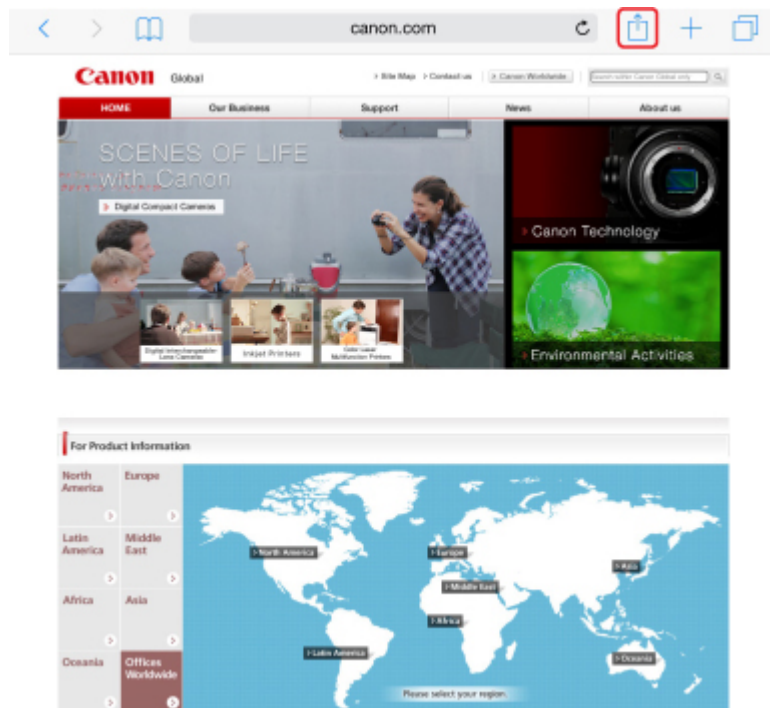 canon.com
Canon Global
> Site Map > Contact us > Canon Worldwide
HOME Our Business Support News About us
SCENES OF LIFE
with Canon
Digital Compact Cameras
Canon Technology
Inkjet Printers
Environmental Activities
For Product Information
North America
Europe
Latin America
Middle East
Africa
Asia
Oceania
Offices Worldwide
> North America
> Europe
> Asia
> Middle East
> Africa
> Latin America
> Oceania
Please select your region.